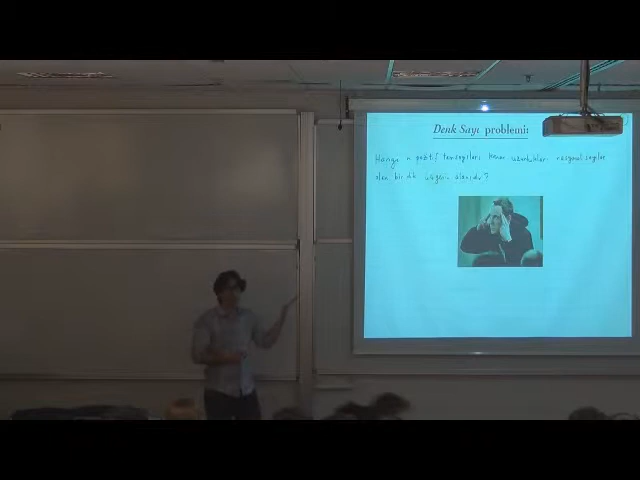 Denk Sayı problemi:
Hangi n pozitif tamsayıları kenar uzunlukları rasyonel sayılar
olan bir dik üçgenin alanıdır?